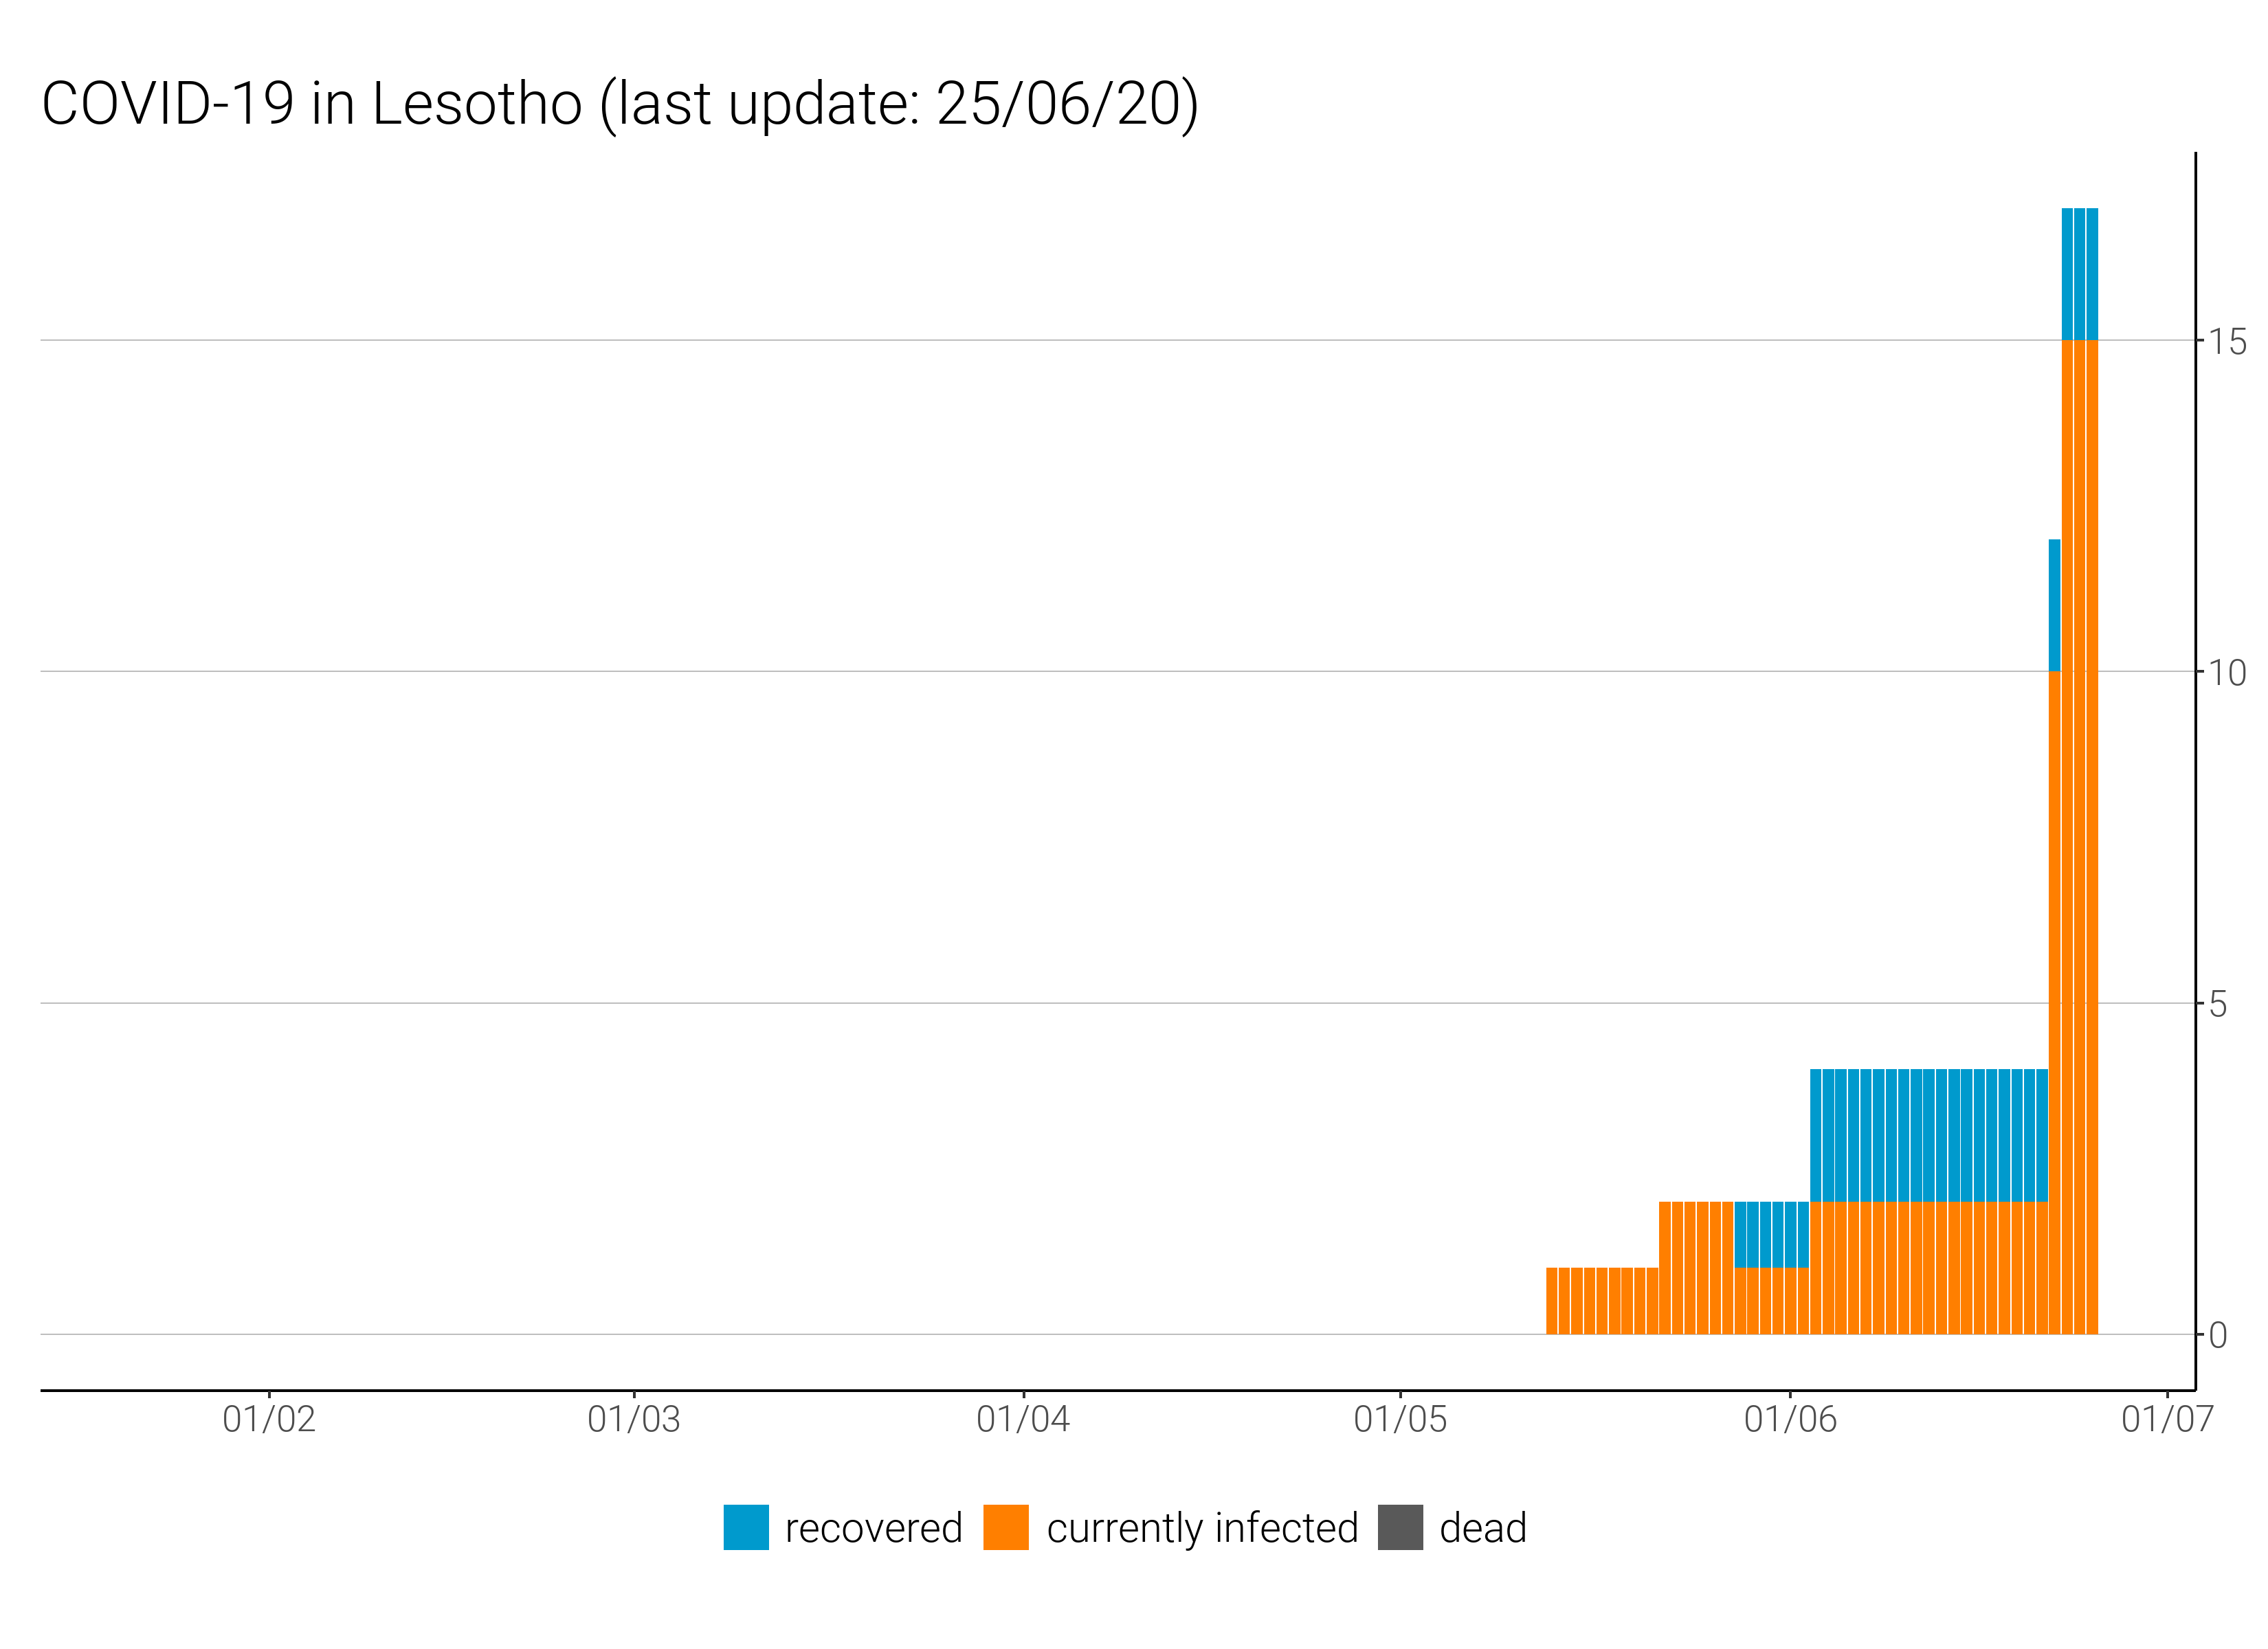 COVID-19 in Lesotho (last update: 25/06/20)
15
10
5
0
01/02 01/03 01/04 01/05 01/06 01/07
recovered currently infected dead